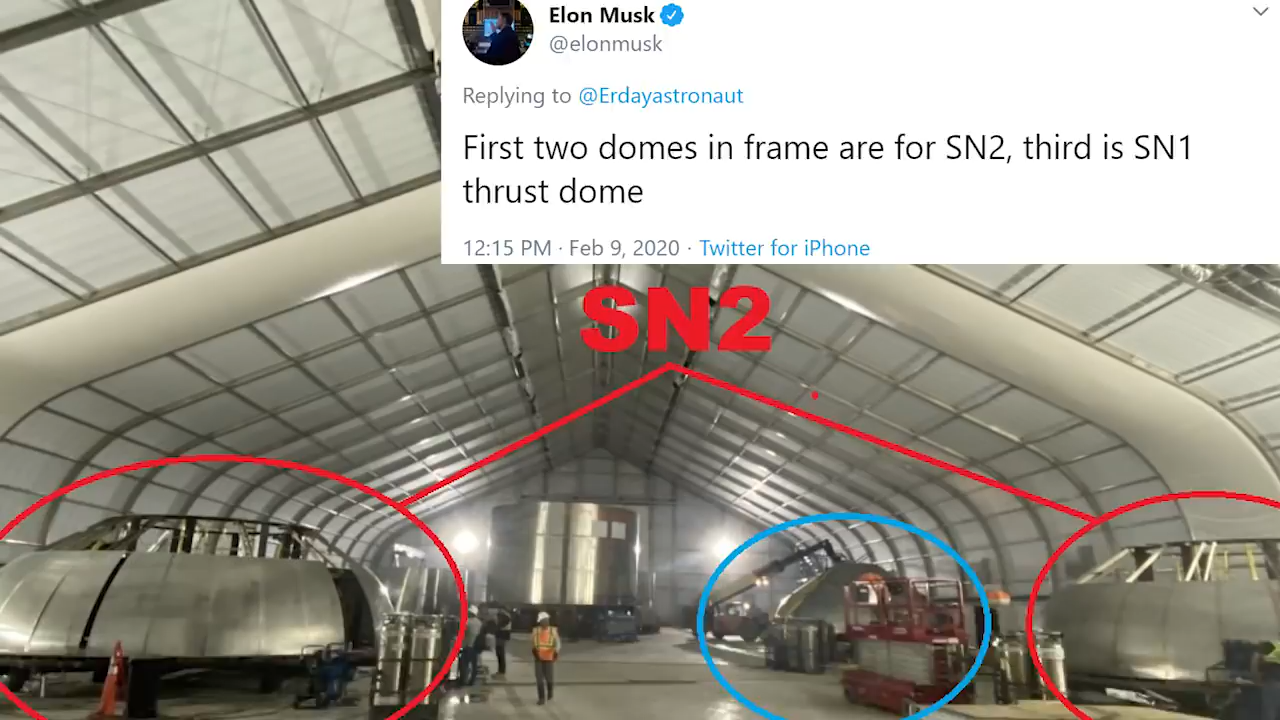 Elon Musk
@elonmusk
Replying to @Erdayastronaut
First two domes in frame are for SN2, third is SN1
thrust dome
12:15 PM · Feb 9, 2020 · Twitter for iPhone
SN2